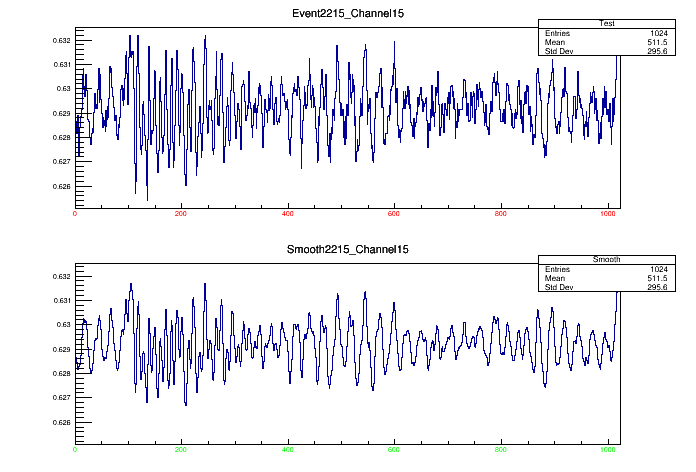 Event2215_Channel15
Test
Entries 1024
Mean 511.5
Std Dev 295.6
0.632
0.631
0.63
0.629
0.628
0.627
0.626
0 200 400 600 800 1000
Smooth2215_Channel15
Smooth
Entries 1024
Mean 511.5
Std Dev 295.6
0.632
0.631
0.63
0.629
0.628
0.627
0.626
0 200 400 600 800 1000